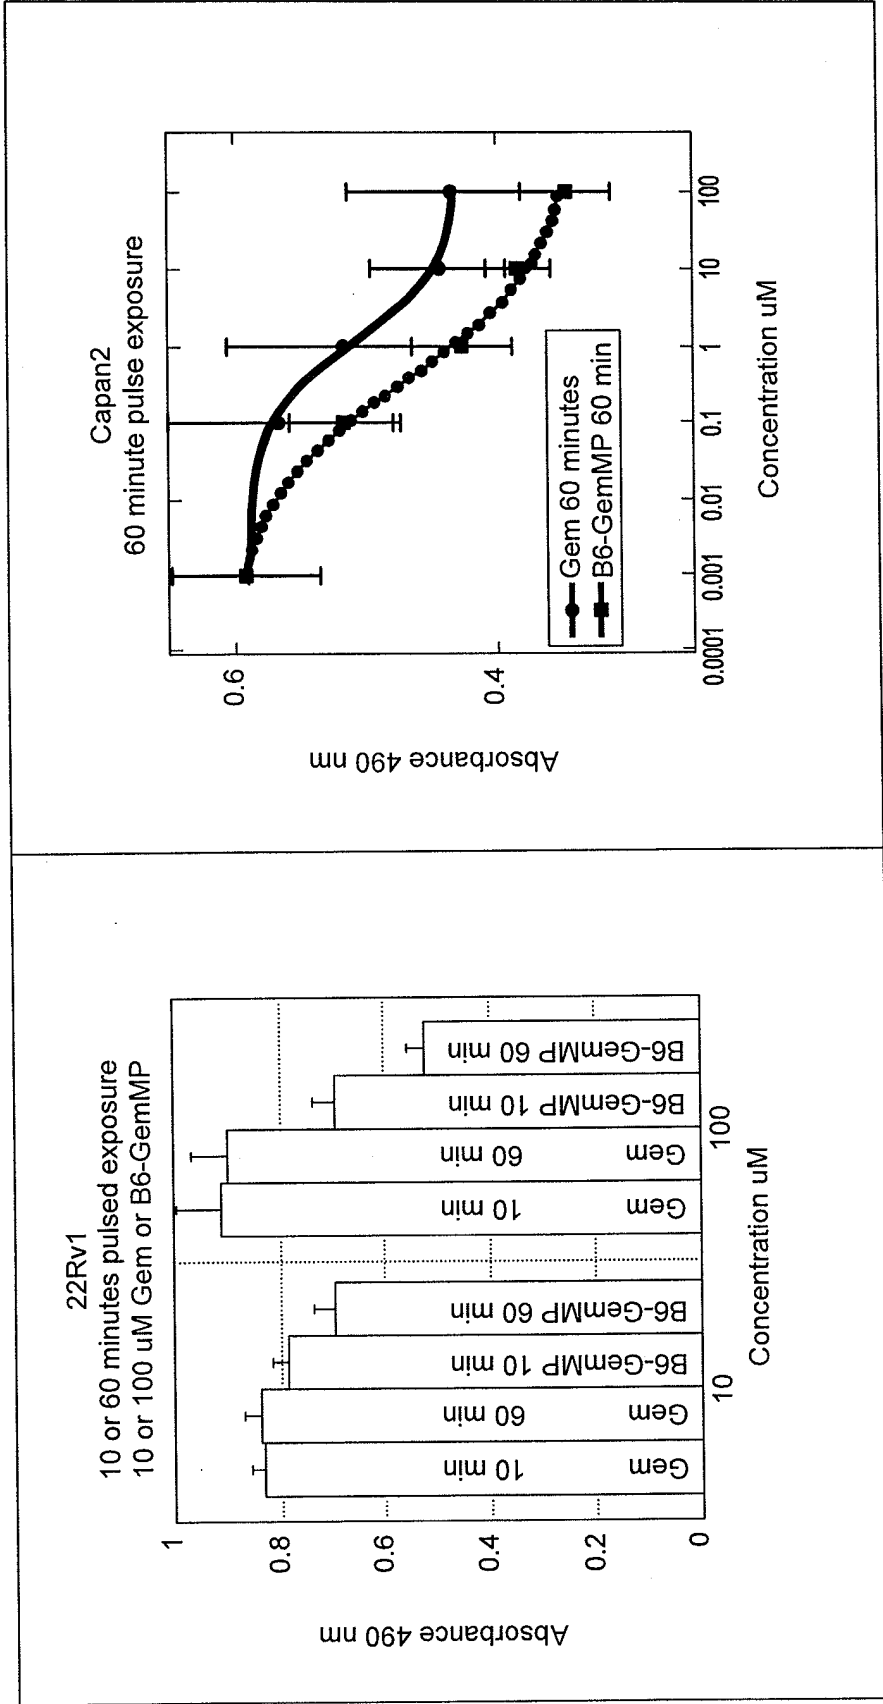 22Rv1
10 or 60 minutes pulsed exposure
10 or 100 uM Gem or B6-GemMP
Absorbance 490 nm
1
0.8
0.6
0.4
0.2
0
Gem 10 min
Gem 60 min
B6-GemMP 10 min
B6-GemMP 60 min
Gem 10 min
Gem 60 min
B6-GemMP 10 min
B6-GemMP 60 min
10
100
Concentration uM
Capan2
60 minute pulse exposure
Absorbance 490 nm
0.6
0.4
Gem 60 minutes
B6-GemMP 60 min
0.0001
0.001
0.01
0.1
1
10
100
Concentration uM